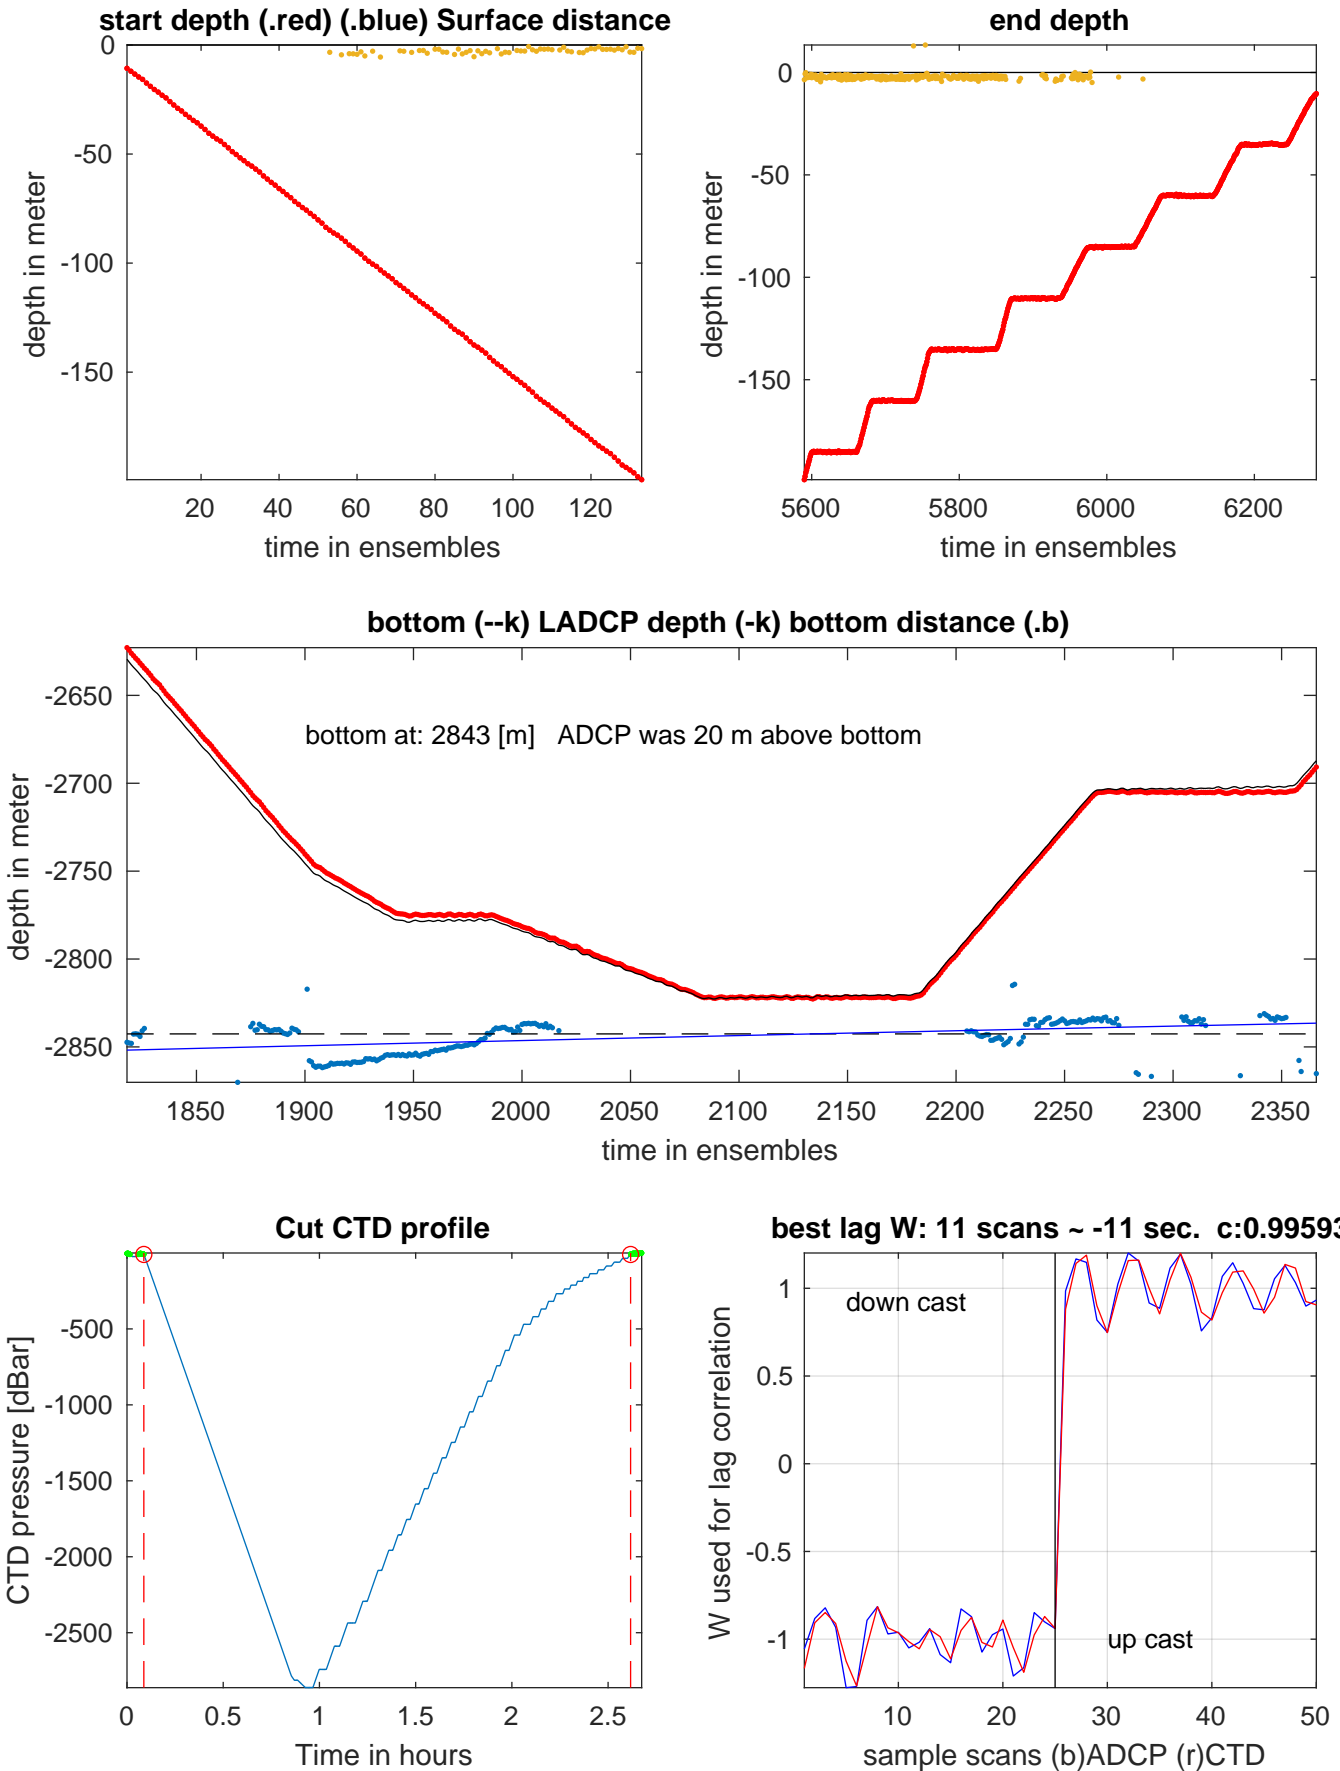 start depth (.red) (.blue) Surface distance
0
-50
-100
-150
depth in meter
20 40 60 80 100 120
time in ensembles
end depth
0
-50
-100
-150
depth in meter
5600 5800 6000 6200
time in ensembles
bottom (--k) LADCP depth (-k) bottom distance (.b)
-2650
-2700
-2750
-2800
-2850
depth in meter
bottom at: 2843 [m] ADCP was 20 m above bottom
1850 1900 1950 2000 2050 2100 2150 2200 2250 2300 2350
time in ensembles
Cut CTD profile
-500
-1000
-1500
-2000
-2500
CTD pressure [dBar]
0 0.5 1 1.5 2 2.5
Time in hours
best lag W: 11 scans ~ -11 sec. c:0.99593
1
0.5
0
-0.5
-1
W used for lag correlation
down cast
up cast
10 20 30 40 50
sample scans (b)ADCP (r)CTD